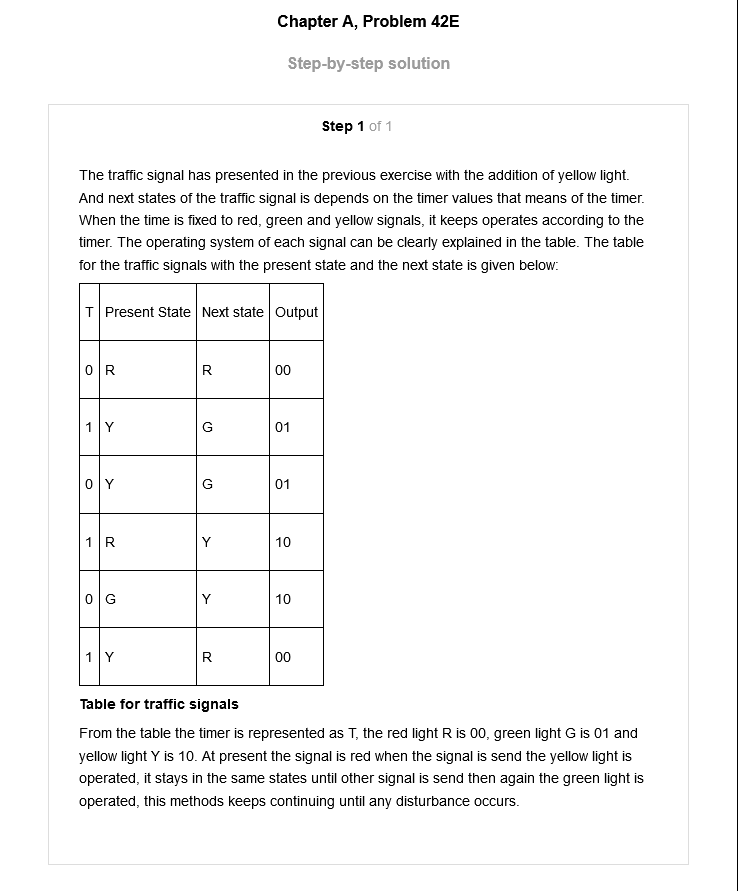 Chapter A, Problem 42E
Step-by-step solution
Step 1 of 1
The traffic signal has presented in the previous exercise with the addition of yellow light.
And next states of the traffic signal is depends on the timer values that means of the timer.
When the time is fixed to red, green and yellow signals, it keeps operates according to the
timer. The operating system of each signal can be clearly explained in the table. The table
for the traffic signals with the present state and the next state is given below:
T Present State Next state Output
0 R R 00
1 Y G 01
0 Y G 01
1 R Y 10
0 G Y 10
1 Y R 00
Table for traffic signals
From the table the timer is represented as T, the red light R is 00, green light G is 01 and
yellow light Y is 10. At present the signal is red when the signal is send the yellow light is
operated, it stays in the same states until other signal is send then again the green light is
operated, this methods keeps continuing until any disturbance occurs.